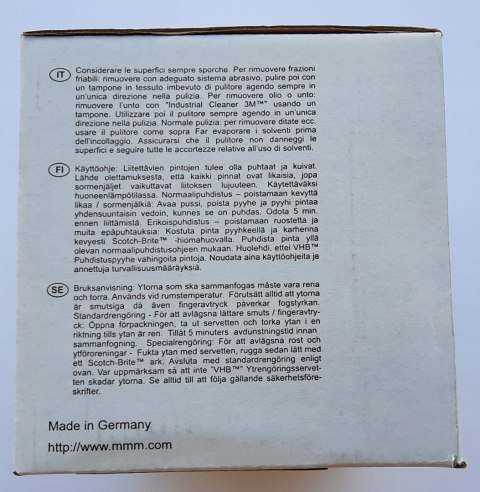 IT Considerare le superfici sempre sporche. Per rimuovere frazioni
friabili: rimuovere con adeguato sistema abrasivo, pulire poi con
un tampone in tessuto imbevuto di pulitore agendo sempre in
un'unica direzione nella pulizia. Per rimuovere olio o unto:
rimuovere l'unto con "Industrial Cleaner 3M™" usando un
tampone. Utilizzare poi il pulitore sempre agendo in un'unica
direzione nella pulizia. Normale pulizia: per rimuovere ditate ecc.
usare il pulitore come sopra Far evaporare i solventi prima
dell'incollaggio. Assicurarsi che il pulitore non danneggi le
superfici e seguire tutte le accortezze relative all'uso di solventi.
FI Käyttöohje: Liitettävien pintojen tulee olla puhtaat ja kuivat.
Lähde olettamuksesta, että kaikki pinnat ovat likaisia, jopa
sormenjäljet vaikuttavat liitoksen lujuuteen. Käytettäväksi
huoneenlämpötilassa. Normaalipuhdistus – poistamaan kevyttä
likaa / sormenjälkiä. Avaa pussi, poista pyyhe ja pyyhi pintaa
yhdensuuntaisin vedoin, kunnes se on puhdas. Odota 5 min.
ennen liittämistä. Erikoispuhdistus – poistamaan ruostetta ja
muita epäpuhtauksia: Kostuta pinta pyyhkeellä ja karhenna
kevyesti Scotch-Brite™ -hiomahuovalla. Puhdista pinta yllä
olevan normaalipuhdistusohjeen mukaan. Huolehdi, ettei VHB™
Puhdistuspyyhe vahingoita pintoja. Noudata aina käyttöohjeita ja
annettuja turvallisuusmääräyksiä.
SE Bruksanvisning: Ytorna som ska sammanfogas måste vara rena
och torra. Används vid rumstemperatur. Förutsätt alltid att ytorna
är smutsiga då även fingeravtryck påverkar fogstyrkan.
Standardrengöring - För att avlägsna lättare smuts / fingeravtry-
ck: Öppna förpackningen, ta ut servetten och torka ytan i en
riktning tills ytan är ren. Tillåt 5 minuters avdunstningstid innan
sammanfogning. Specialrengöring: För att avlägsna rost och
ytföroreningar - Fukta ytan med servetten, rugga sedan lätt med
ett Scotch-Brite™ ark. Avsluta med standardrengöring enligt
ovan. Var uppmärksam så att inte "VHB™" Ytrengöringsservet-
ten skadar ytorna. Se alltid till att följa gällande säkerhetsföre-
skrifter.
Made in Germany
http://www.mmm.com